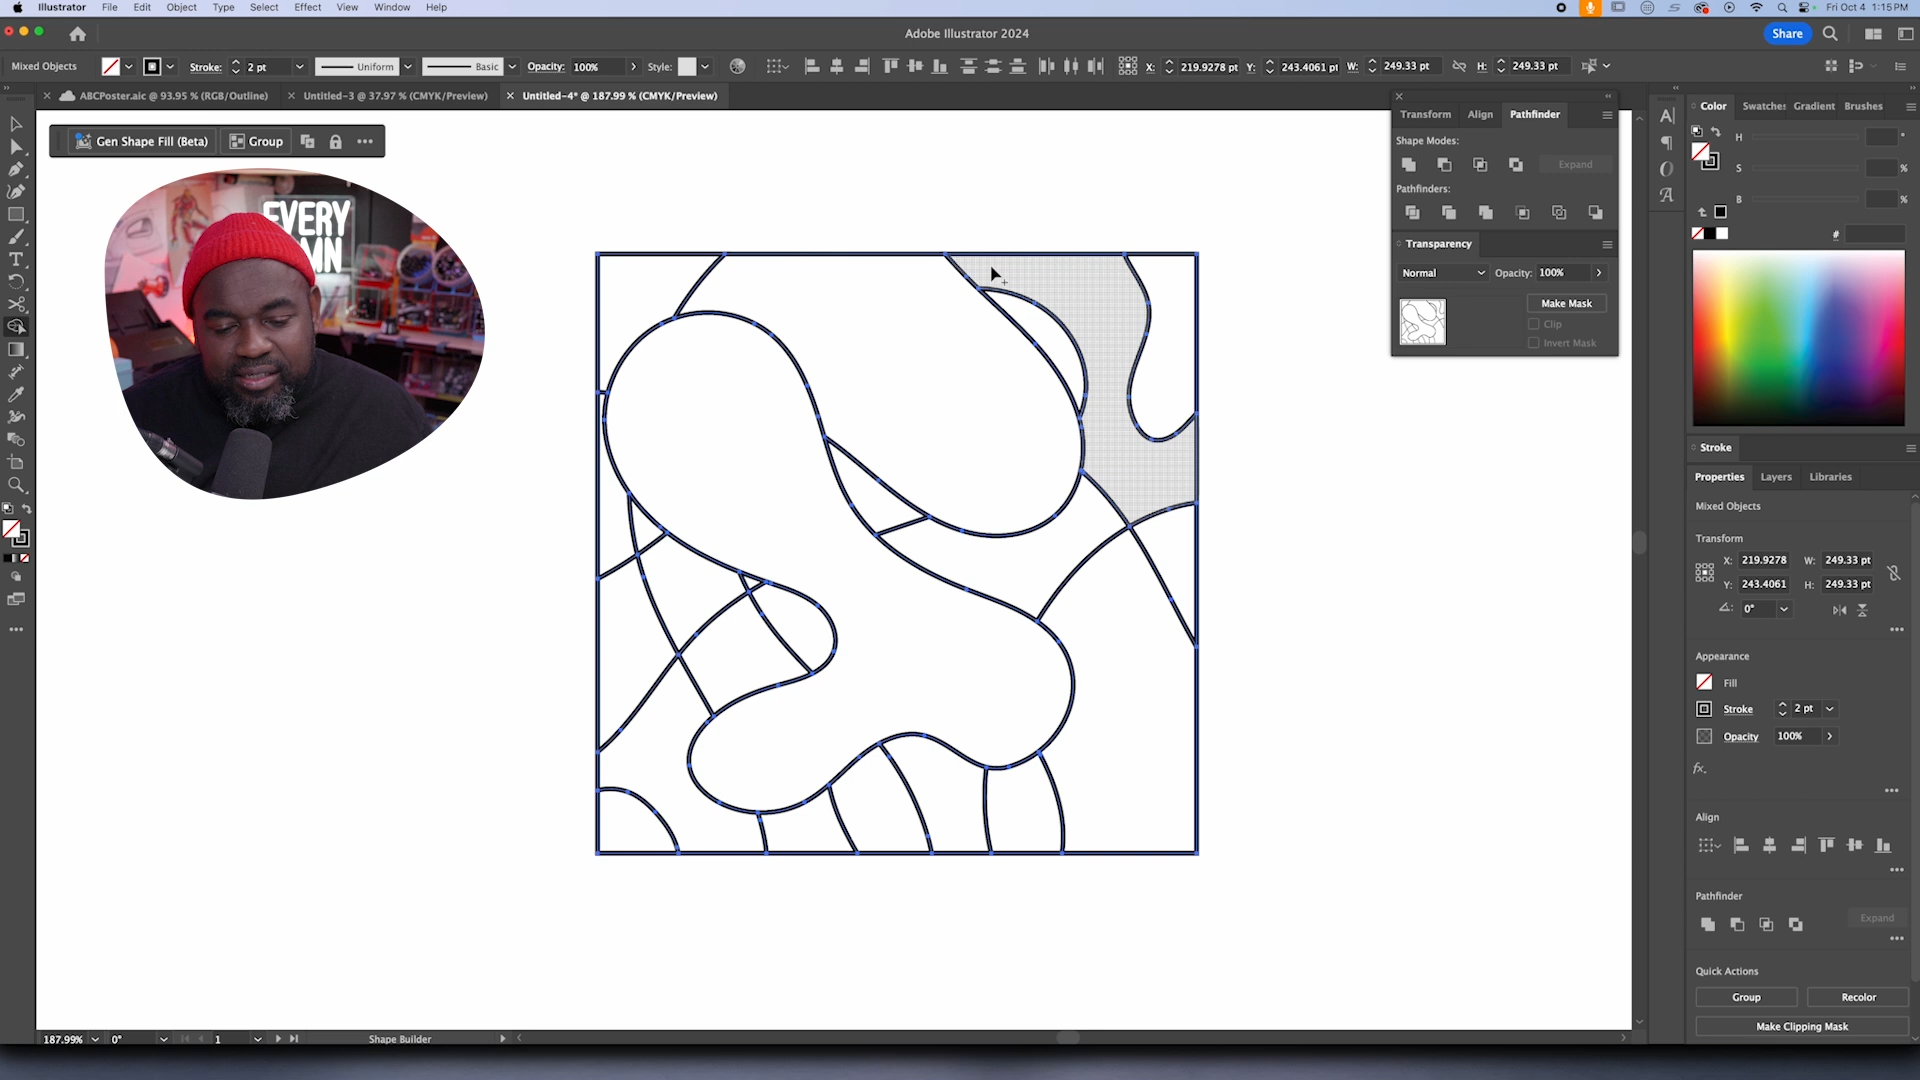 Illustrator File Edit Object Type Select Effect View Window Help Fri Oct 4 1:15 PM
Adobe Illustrator 2024 Share
Mixed Objects Stroke: 2 pt Uniform Basic Opacity: 100% Style: X: 219.9278 pt Y: 243.4061 pt W: 249.33 pt H: 249.33 pt
ABCPoster.aic @ 93.95 % (RGB/Outline) Untitled-3 @ 37.97 % (CMYK/Preview) Untitled-4* @ 187.99 % (CMYK/Preview)
Gen Shape Fill (Beta) Group
EVERY
Transform Align Pathfinder
Shape Modes:
Expand
Pathfinders:
Transparency
Normal Opacity: 100%
Make Mask
Clip
Invert Mask
Color Swatches Gradient Brushes
H °
S %
B %
#
Stroke
Properties Layers Libraries
Mixed Objects
Transform
X: 219.9278 W: 249.33 pt
Y: 243.4061 H: 249.33 pt
0°
Appearance
Fill
Stroke 2 pt
Opacity 100%
fx.
Align
Pathfinder
Expand
Quick Actions
Group Recolor
Make Clipping Mask
187.99% 0° 1 Shape Builder